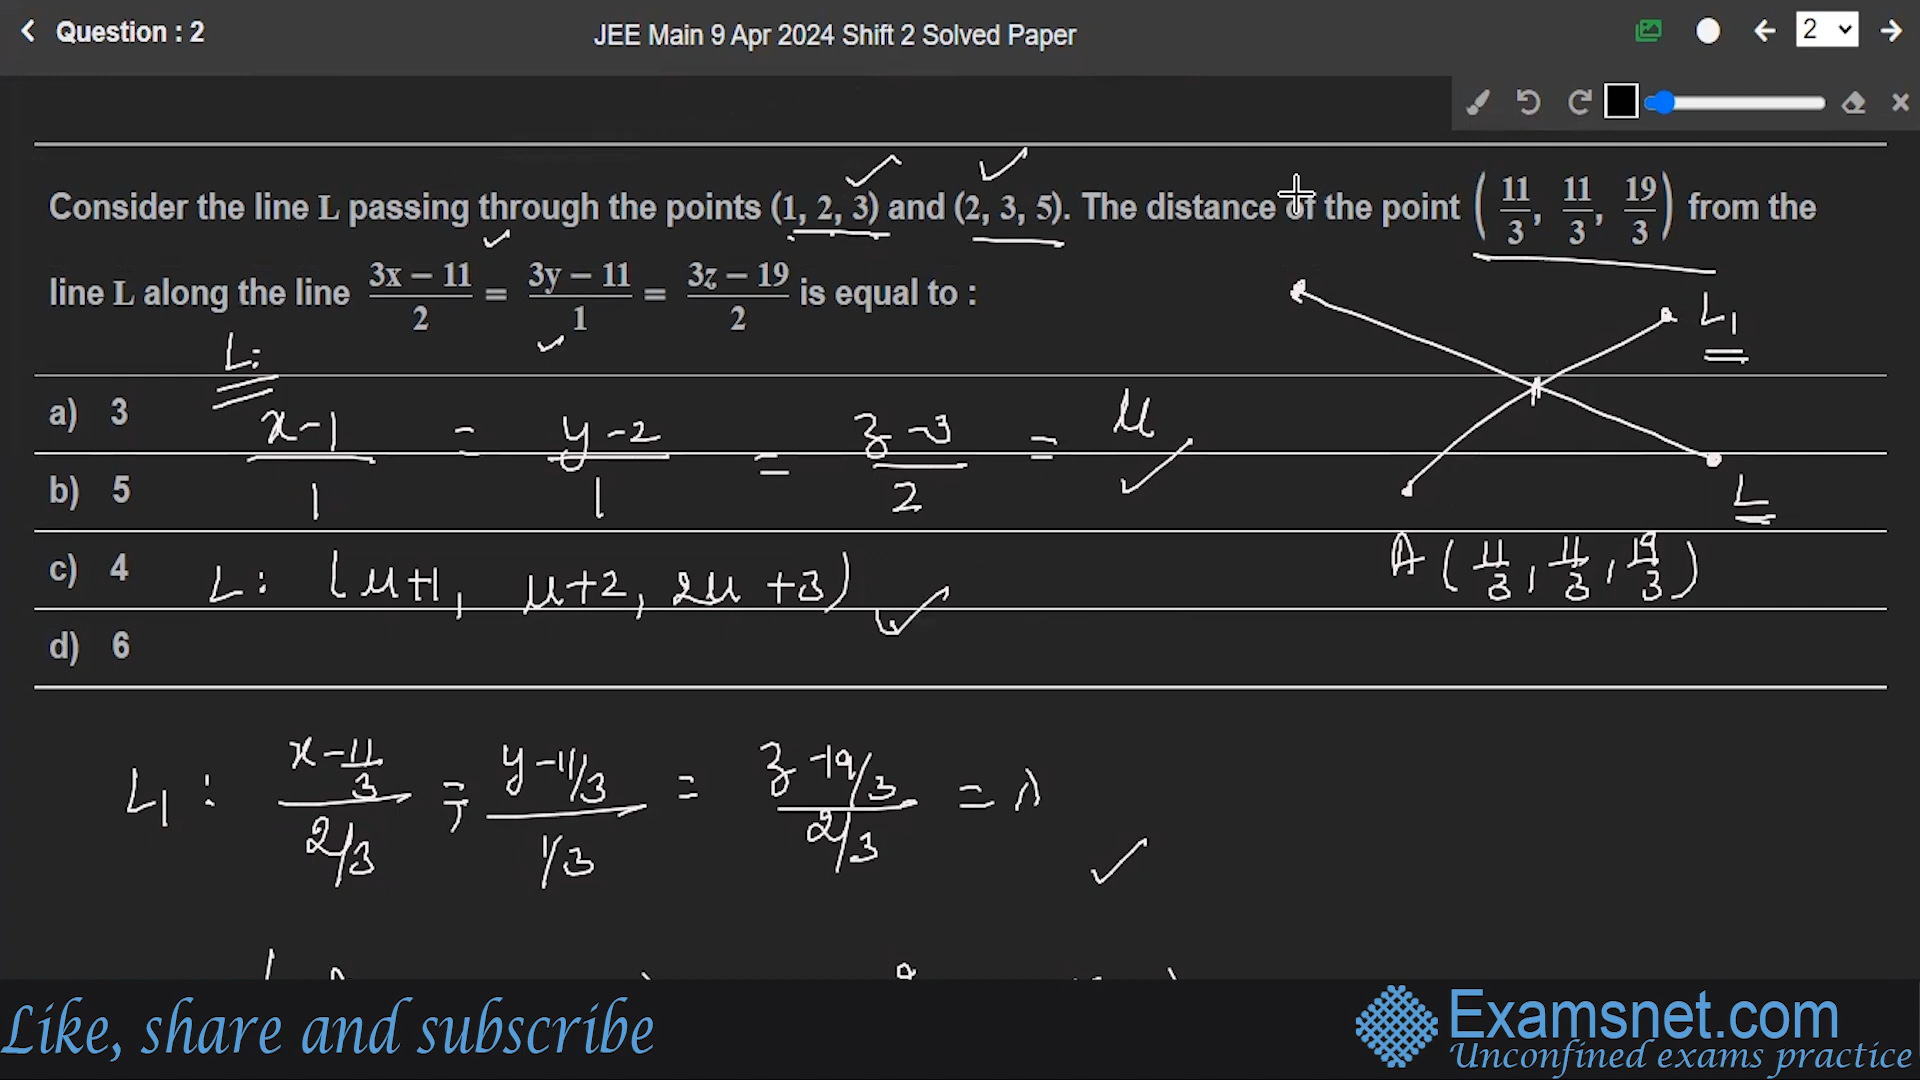 Question : 2
JEE Main 9 Apr 2024 Shift 2 Solved Paper
2
Consider the line L passing through the points (1, 2, 3) and (2, 3, 5). The distance of the point (11/3, 11/3, 19/3) from the
line L along the line (3x − 11)/2 = (3y − 11)/1 = (3z − 19)/2 is equal to :
L:
L1
a) 3
(x-1)/1 = (y-2)/1 = (z-3)/2 = μ
b) 5
L
c) 4
L: (μ+1, μ+2, 2μ+3)
A (11/3, 11/3, 19/3)
d) 6
L1 : (x-11/3)/(2/3) = (y-11/3)/(1/3) = (z-19/3)/(2/3) = λ
Like, share and subscribe
Examsnet.com
Unconfined exams practice